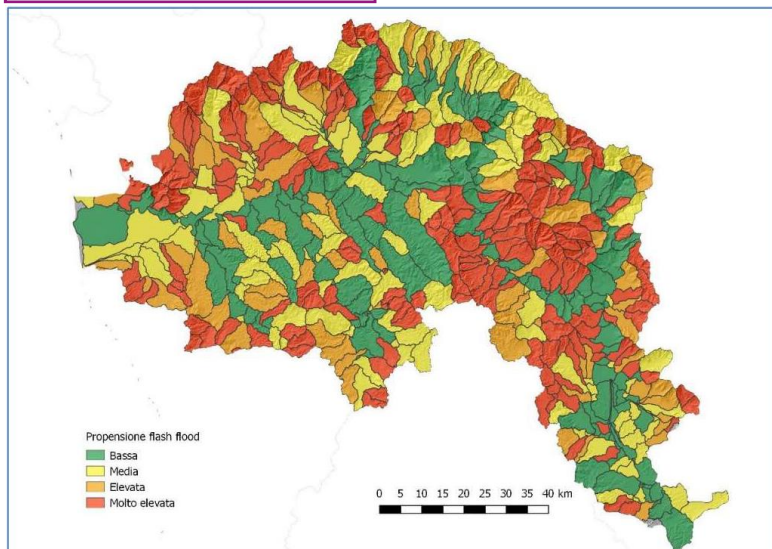 Propensione flash flood
Bassa
Media
Elevata
Molto elevata
0 5 10 15 20 25 30 35 40 km